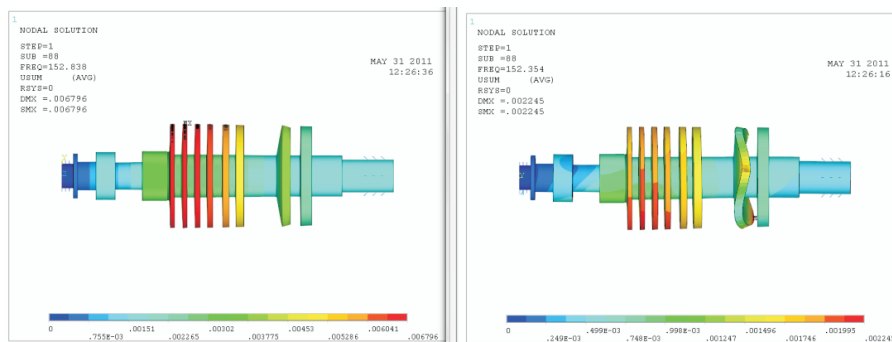 1
NODAL SOLUTION
STEP=1
SUB =88
FREQ=152.838
USUM (AVG)
RSYS=0
DMX =.006796
SMX =.006796
MAY 31 2011
12:26:36
0 .00151 .00302 .00453 .006041
.755E-03 .002265 .003775 .005286 .006796
1
NODAL SOLUTION
STEP=1
SUB =88
FREQ=152.354
USUM (AVG)
RSYS=0
DMX =.002245
SMX =.002245
MAY 31 2011
12:26:16
0 .499E-03 .998E-03 .001496 .001995
.249E-03 .748E-03 .001247 .001746